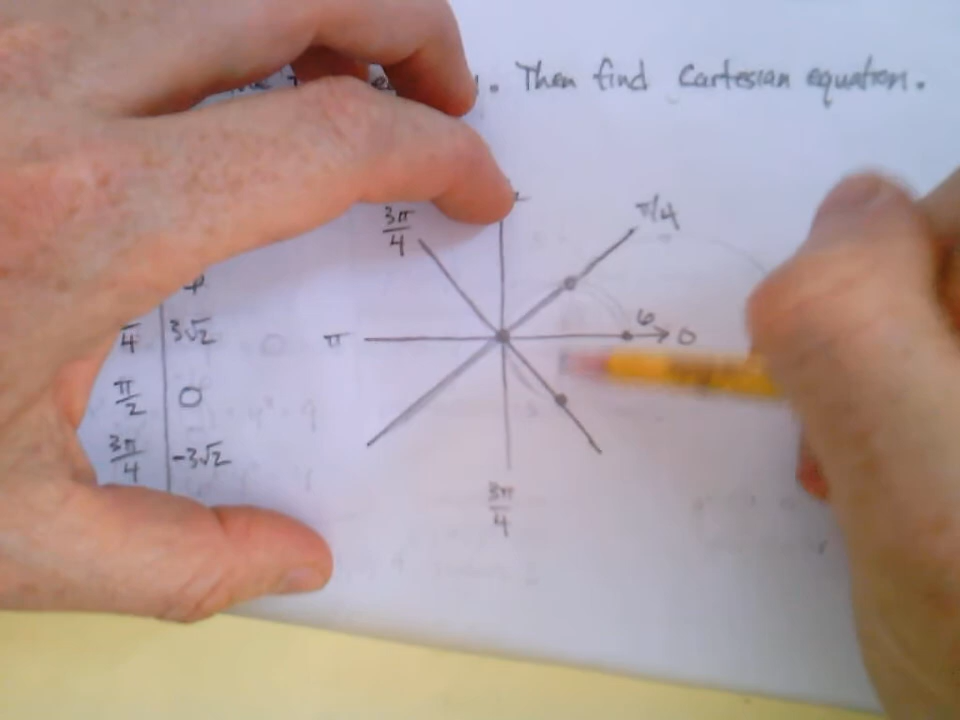 . Then find Cartesian equation.
3π/4 π/4
π/4 3√2 π 6 0
π/2 0
3π/4 -3√2
3π/4